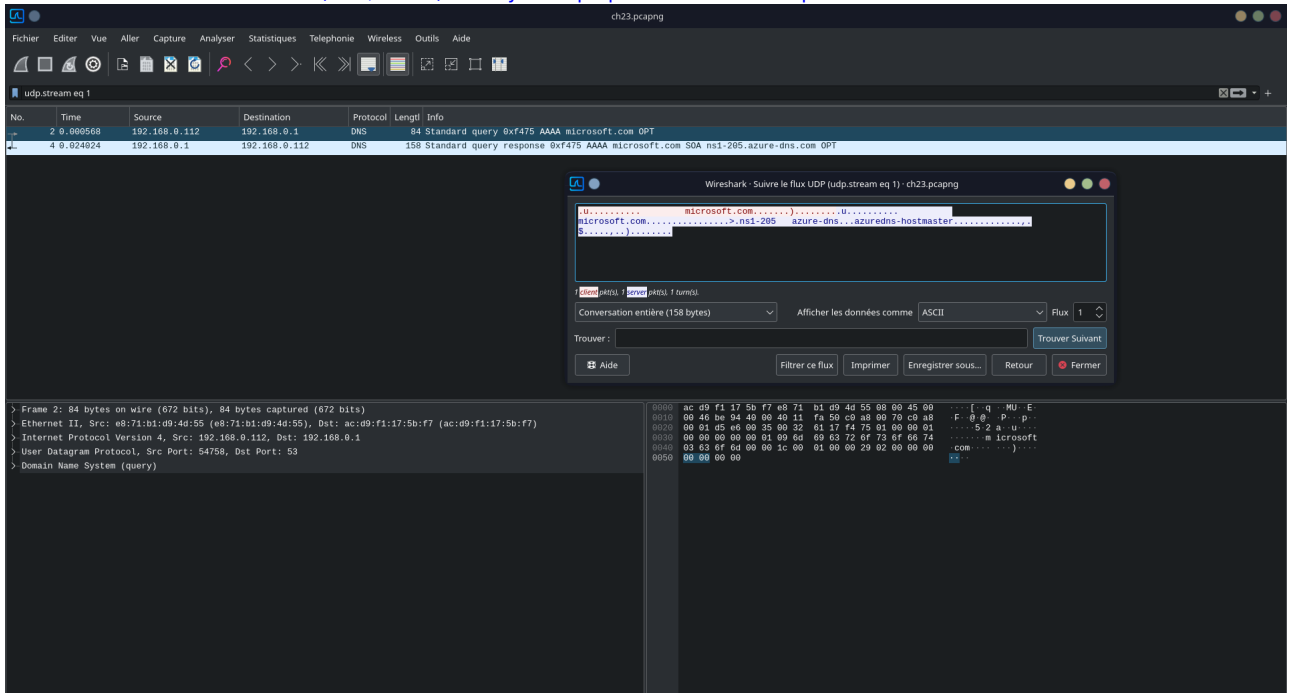 ch23.pcapng
Fichier Editer Vue Aller Capture Analyser Statistiques Telephonie Wireless Outils Aide
udp.stream eq 1
No. Time Source Destination Protocol Lengtl Info
2 0.000568 192.168.0.112 192.168.0.1 DNS 84 Standard query 0xf475 AAAA microsoft.com OPT
4 0.024024 192.168.0.1 192.168.0.112 DNS 158 Standard query response 0xf475 AAAA microsoft.com SOA ns1-205.azure-dns.com OPT
Wireshark · Suivre le flux UDP (udp.stream eq 1) · ch23.pcapng
.u.......... microsoft.com.......).........u..........
microsoft.com................>.ns1-205 azure-dns...azuredns-hostmaster.............,.
$.....,..)........
1 client pkt(s), 1 server pkt(s), 1 turn(s).
Conversation entière (158 bytes) Afficher les données comme ASCII Flux 1
Trouver : Trouver Suivant
Aide Filtrer ce flux Imprimer Enregistrer sous... Retour Fermer
Frame 2: 84 bytes on wire (672 bits), 84 bytes captured (672 bits)
Ethernet II, Src: e8:71:b1:d9:4d:55 (e8:71:b1:d9:4d:55), Dst: ac:d9:f1:17:5b:f7 (ac:d9:f1:17:5b:f7)
Internet Protocol Version 4, Src: 192.168.0.112, Dst: 192.168.0.1
User Datagram Protocol, Src Port: 54758, Dst Port: 53
Domain Name System (query)
0000 ac d9 f1 17 5b f7 e8 71 b1 d9 4d 55 08 00 45 00 ····[··q ··MU··E·
0010 00 46 be 94 40 00 40 11 fa 50 c0 a8 00 70 c0 a8 ·F··@·@· ·P···p··
0020 00 01 d5 e6 00 35 00 32 61 17 f4 75 01 00 00 01 ·····5·2 a··u····
0030 00 00 00 00 00 01 09 6d 69 63 72 6f 73 6f 66 74 ·······m icrosoft
0040 03 63 6f 6d 00 00 1c 00 01 00 00 29 02 00 00 00 ·com···· ···)····
0050 00 00 00 00 ····